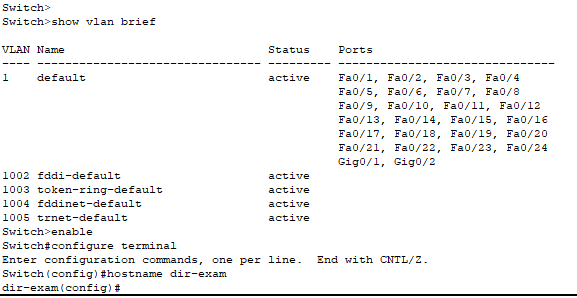 Switch>
Switch>show vlan brief
VLAN Name                             Status    Ports
---- -------------------------------- --------- -------------------------------
1    default                          active    Fa0/1, Fa0/2, Fa0/3, Fa0/4
                                                Fa0/5, Fa0/6, Fa0/7, Fa0/8
                                                Fa0/9, Fa0/10, Fa0/11, Fa0/12
                                                Fa0/13, Fa0/14, Fa0/15, Fa0/16
                                                Fa0/17, Fa0/18, Fa0/19, Fa0/20
                                                Fa0/21, Fa0/22, Fa0/23, Fa0/24
                                                Gig0/1, Gig0/2
1002 fddi-default                     active
1003 token-ring-default               active
1004 fddinet-default                  active
1005 trnet-default                    active
Switch>enable
Switch#configure terminal
Enter configuration commands, one per line.  End with CNTL/Z.
Switch(config)#hostname dir-exam
dir-exam(config)#